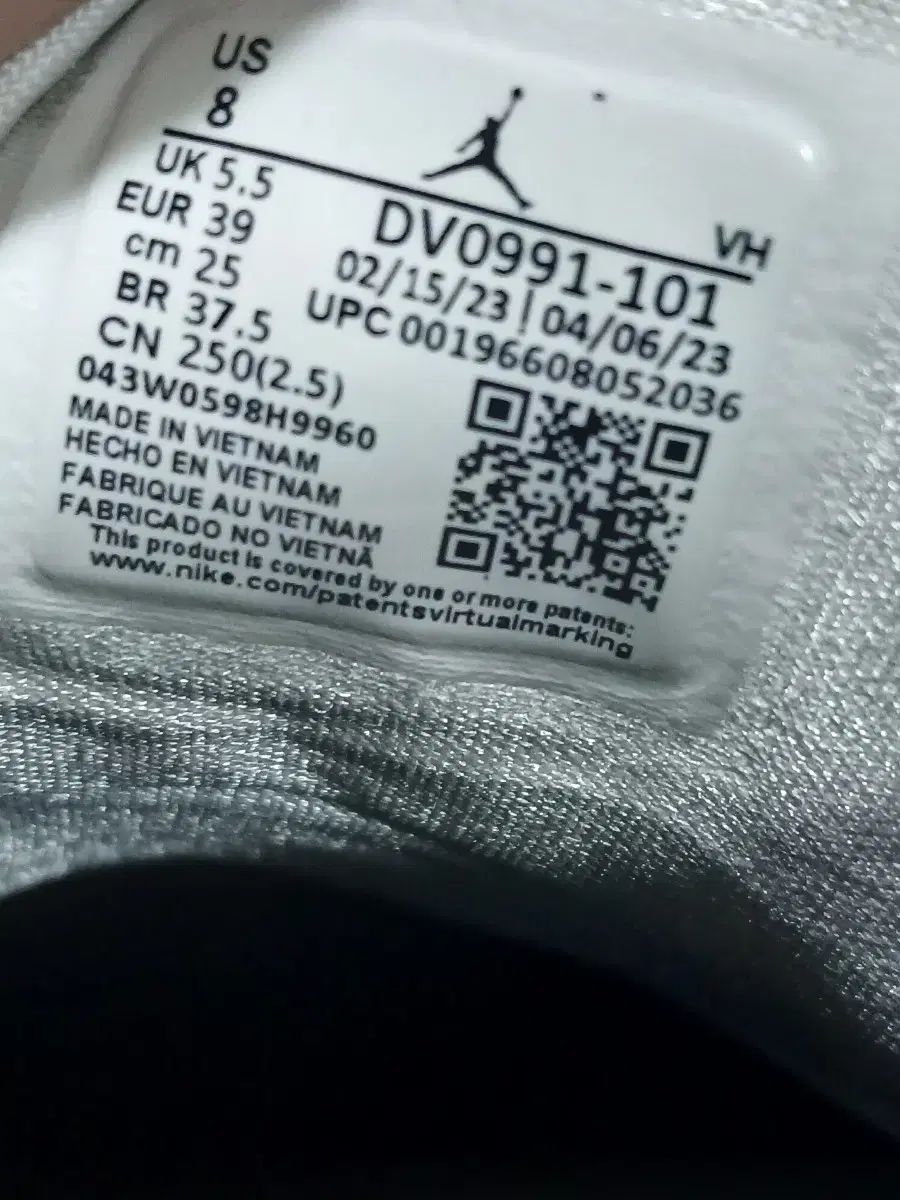 US
8
VH
UK 5.5
EUR 39
cm 25
BR 37.5
CN 250(2.5)
DV0991-101
02/15/23 | 04/06/23
UPC 00196608052036
043W0598H9960
MADE IN VIETNAM
HECHO EN VIETNAM
FABRIQUE AU VIETNAM
FABRICADO NO VIETNÃ
This product is covered by one or more patents:
www.nike.com/patentsvirtualmarking